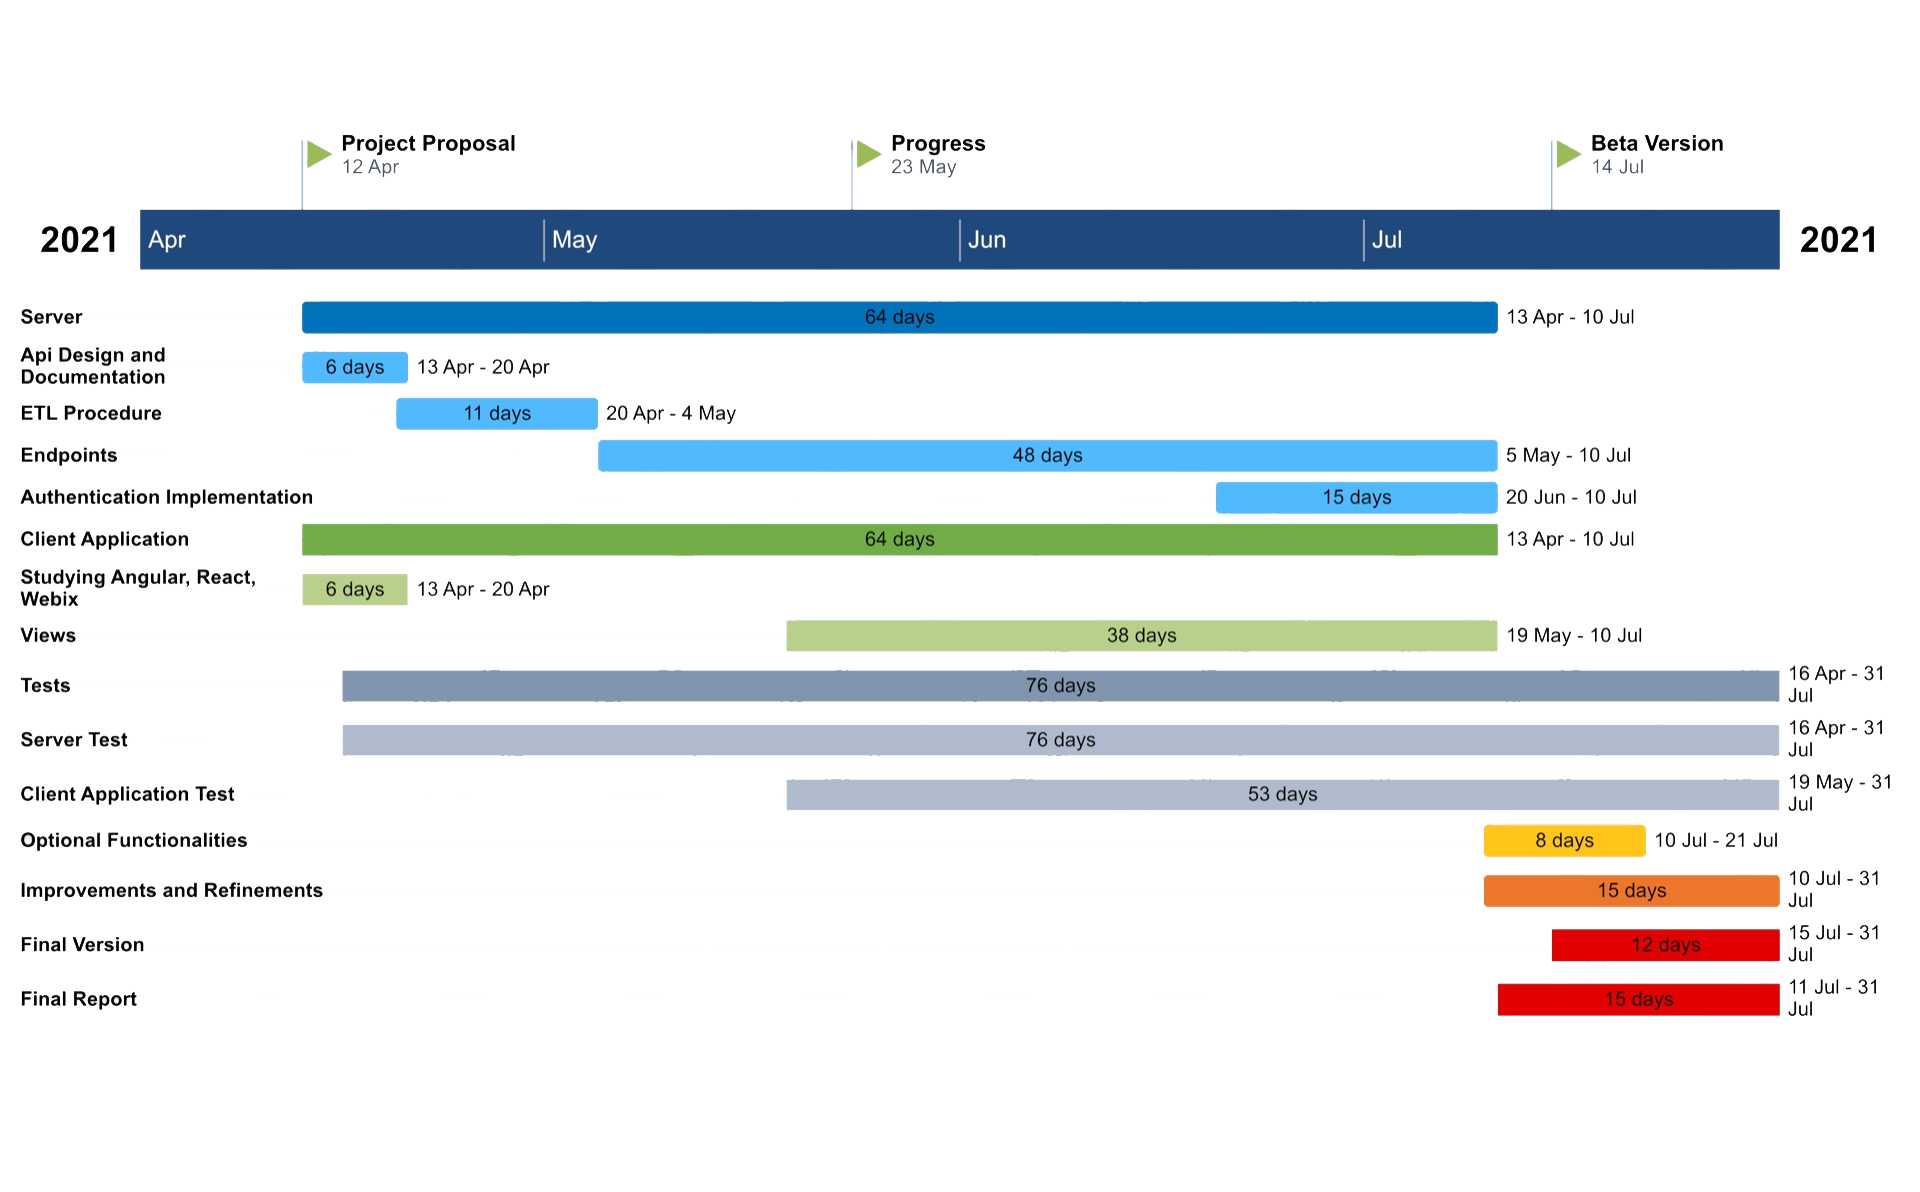 Project Proposal
12 Apr
Progress
23 May
Beta Version
14 Jul
2021
Apr
May
Jun
Jul
2021
Server
64 days
13 Apr - 10 Jul
Api Design and
Documentation
6 days
13 Apr - 20 Apr
ETL Procedure
11 days
20 Apr - 4 May
Endpoints
48 days
5 May - 10 Jul
Authentication Implementation
15 days
20 Jun - 10 Jul
Client Application
64 days
13 Apr - 10 Jul
Studying Angular, React,
Webix
6 days
13 Apr - 20 Apr
Views
38 days
19 May - 10 Jul
Tests
76 days
16 Apr - 31
Jul
Server Test
76 days
16 Apr - 31
Jul
Client Application Test
53 days
19 May - 31
Jul
Optional Functionalities
8 days
10 Jul - 21 Jul
Improvements and Refinements
15 days
10 Jul - 31
Jul
Final Version
12 days
15 Jul - 31
Jul
Final Report
15 days
11 Jul - 31
Jul